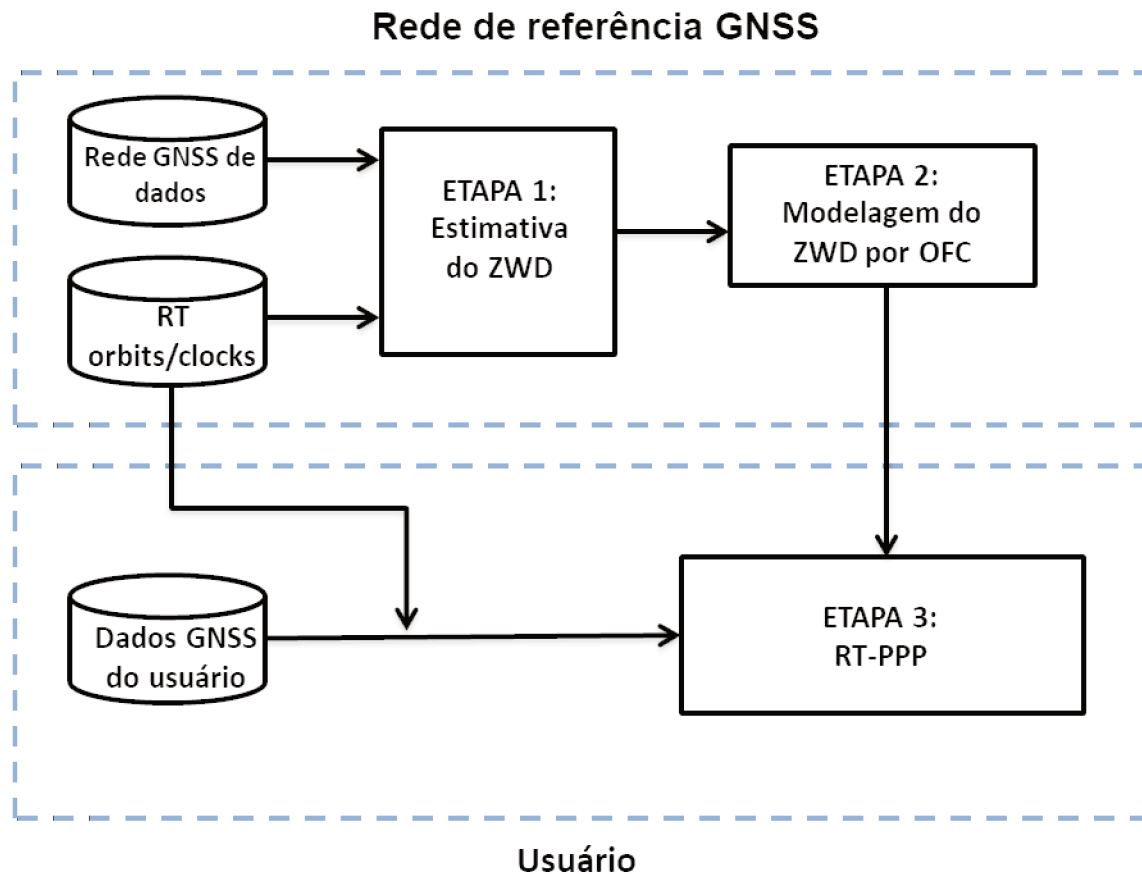 Rede de referência GNSS
Rede GNSS de
dados
RT
orbits/clocks
ETAPA 1:
Estimativa
do ZWD
ETAPA 2:
Modelagem do
ZWD por OFC
Dados GNSS
do usuário
ETAPA 3:
RT-PPP
Usuário